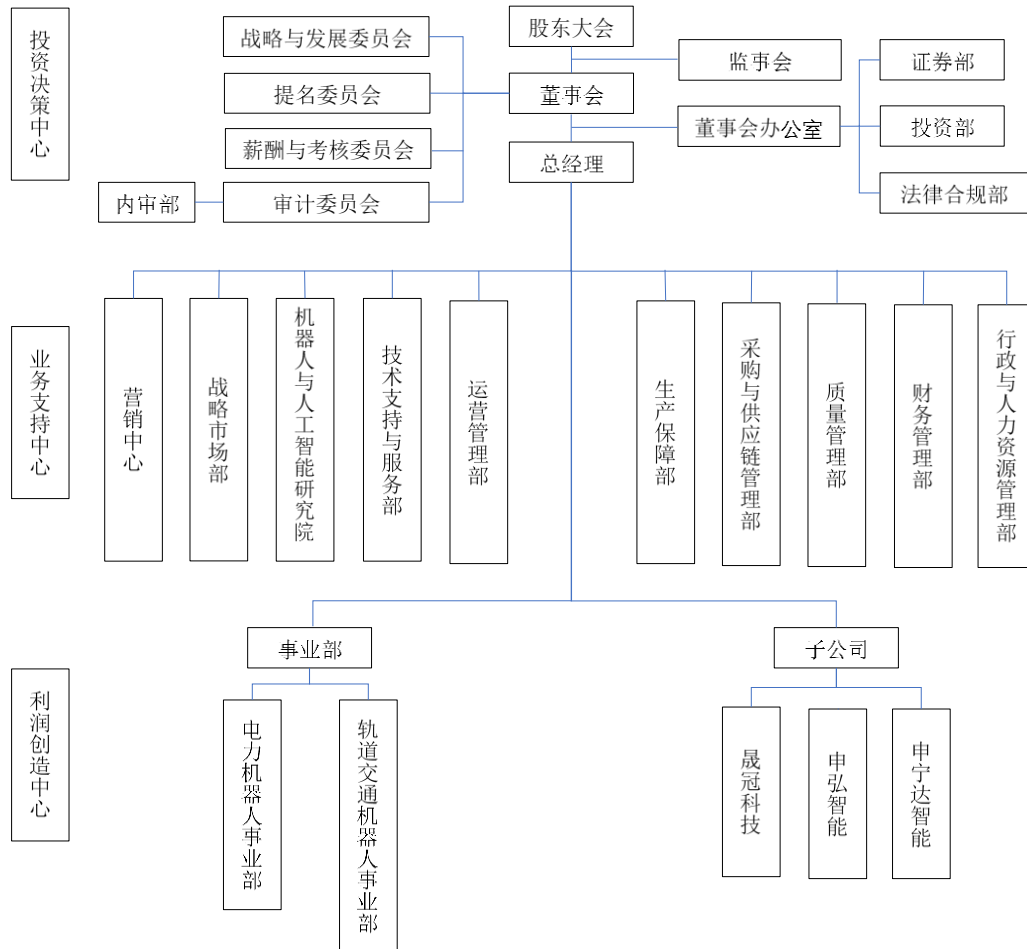 投资决策中心
股东大会
战略与发展委员会
监事会
证券部
提名委员会
董事会
董事会办公室
投资部
薪酬与考核委员会
总经理
内审部
审计委员会
法律合规部
业务支持中心
营销中心
战略市场部
机器人与人工智能研究院
技术支持与服务部
运营管理部
生产保障部
采购与供应链管理部
质量管理部
财务管理部
行政与人力资源管理部
利润创造中心
事业部
子公司
电力机器人事业部
轨道交通机器人事业部
晟冠科技
申弘智能
申宁达智能